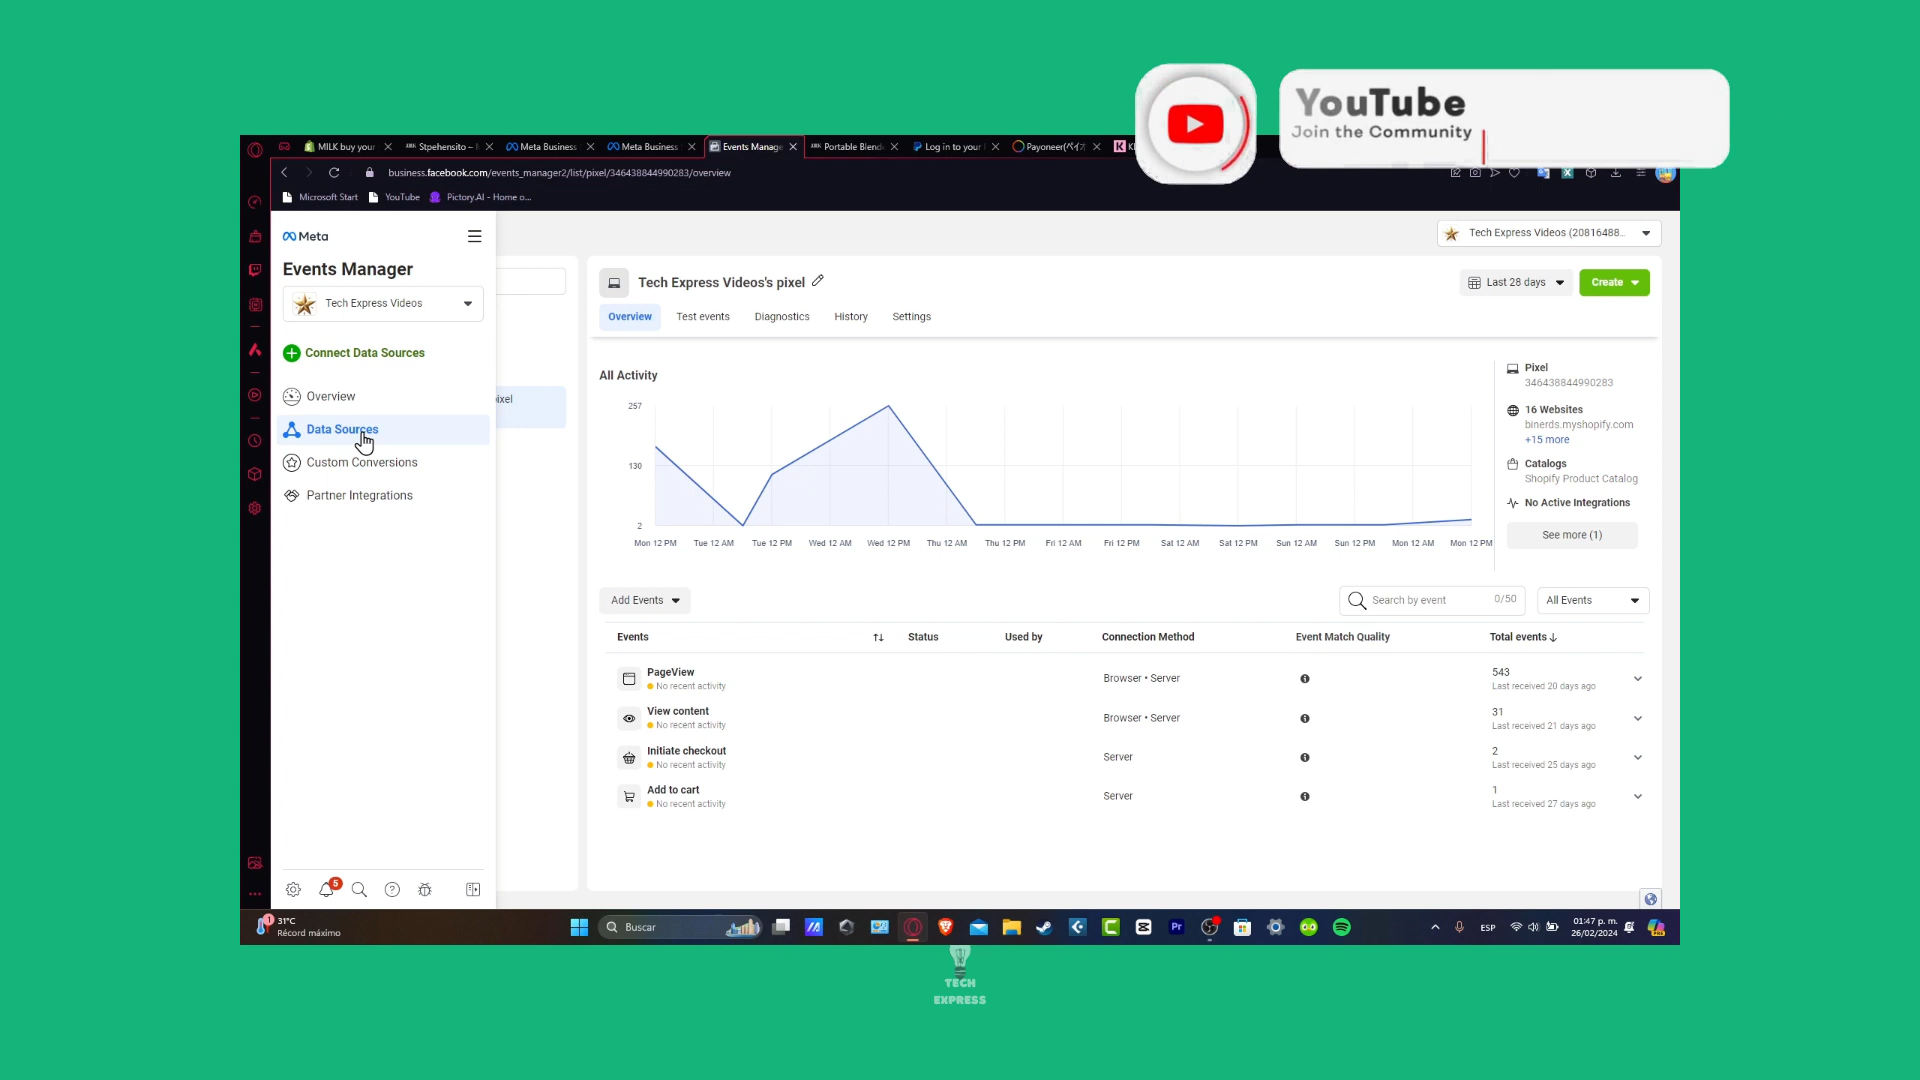 YouTube
Join the Community
MILK buy your
Stpehensito –
Meta Business
Meta Business
Events Manage
Portable Blend
Log in to your
Payoneer(ペイオ
business.facebook.com/events_manager2/list/pixel/346438844990283/overview
Microsoft Start
YouTube
Pictory.AI - Home o...
Meta
Tech Express Videos (20816488...
Events Manager
Tech Express Videos
Connect Data Sources
Overview
Data Sources
Custom Conversions
Partner Integrations
5
ixel
Tech Express Videos's pixel
Last 28 days
Create
Overview
Test events
Diagnostics
History
Settings
All Activity
257
130
2
Mon 12 PM
Tue 12 AM
Tue 12 PM
Wed 12 AM
Wed 12 PM
Thu 12 AM
Thu 12 PM
Fri 12 AM
Fri 12 PM
Sat 12 AM
Sat 12 PM
Sun 12 AM
Sun 12 PM
Mon 12 AM
Mon 12 PM
Pixel
346438844990283
16 Websites
binerds.myshopify.com
+15 more
Catalogs
Shopify Product Catalog
No Active Integrations
See more (1)
Add Events
Search by event
0/50
All Events
Events
Status
Used by
Connection Method
Event Match Quality
Total events
PageView
No recent activity
Browser • Server
543
Last received 20 days ago
View content
No recent activity
Browser • Server
31
Last received 21 days ago
Initiate checkout
No recent activity
Server
2
Last received 25 days ago
Add to cart
No recent activity
Server
1
Last received 27 days ago
1
31°C
Récord máximo
Buscar
Pr
ESP
01:47 p. m.
26/02/2024
TECH
EXPRESS